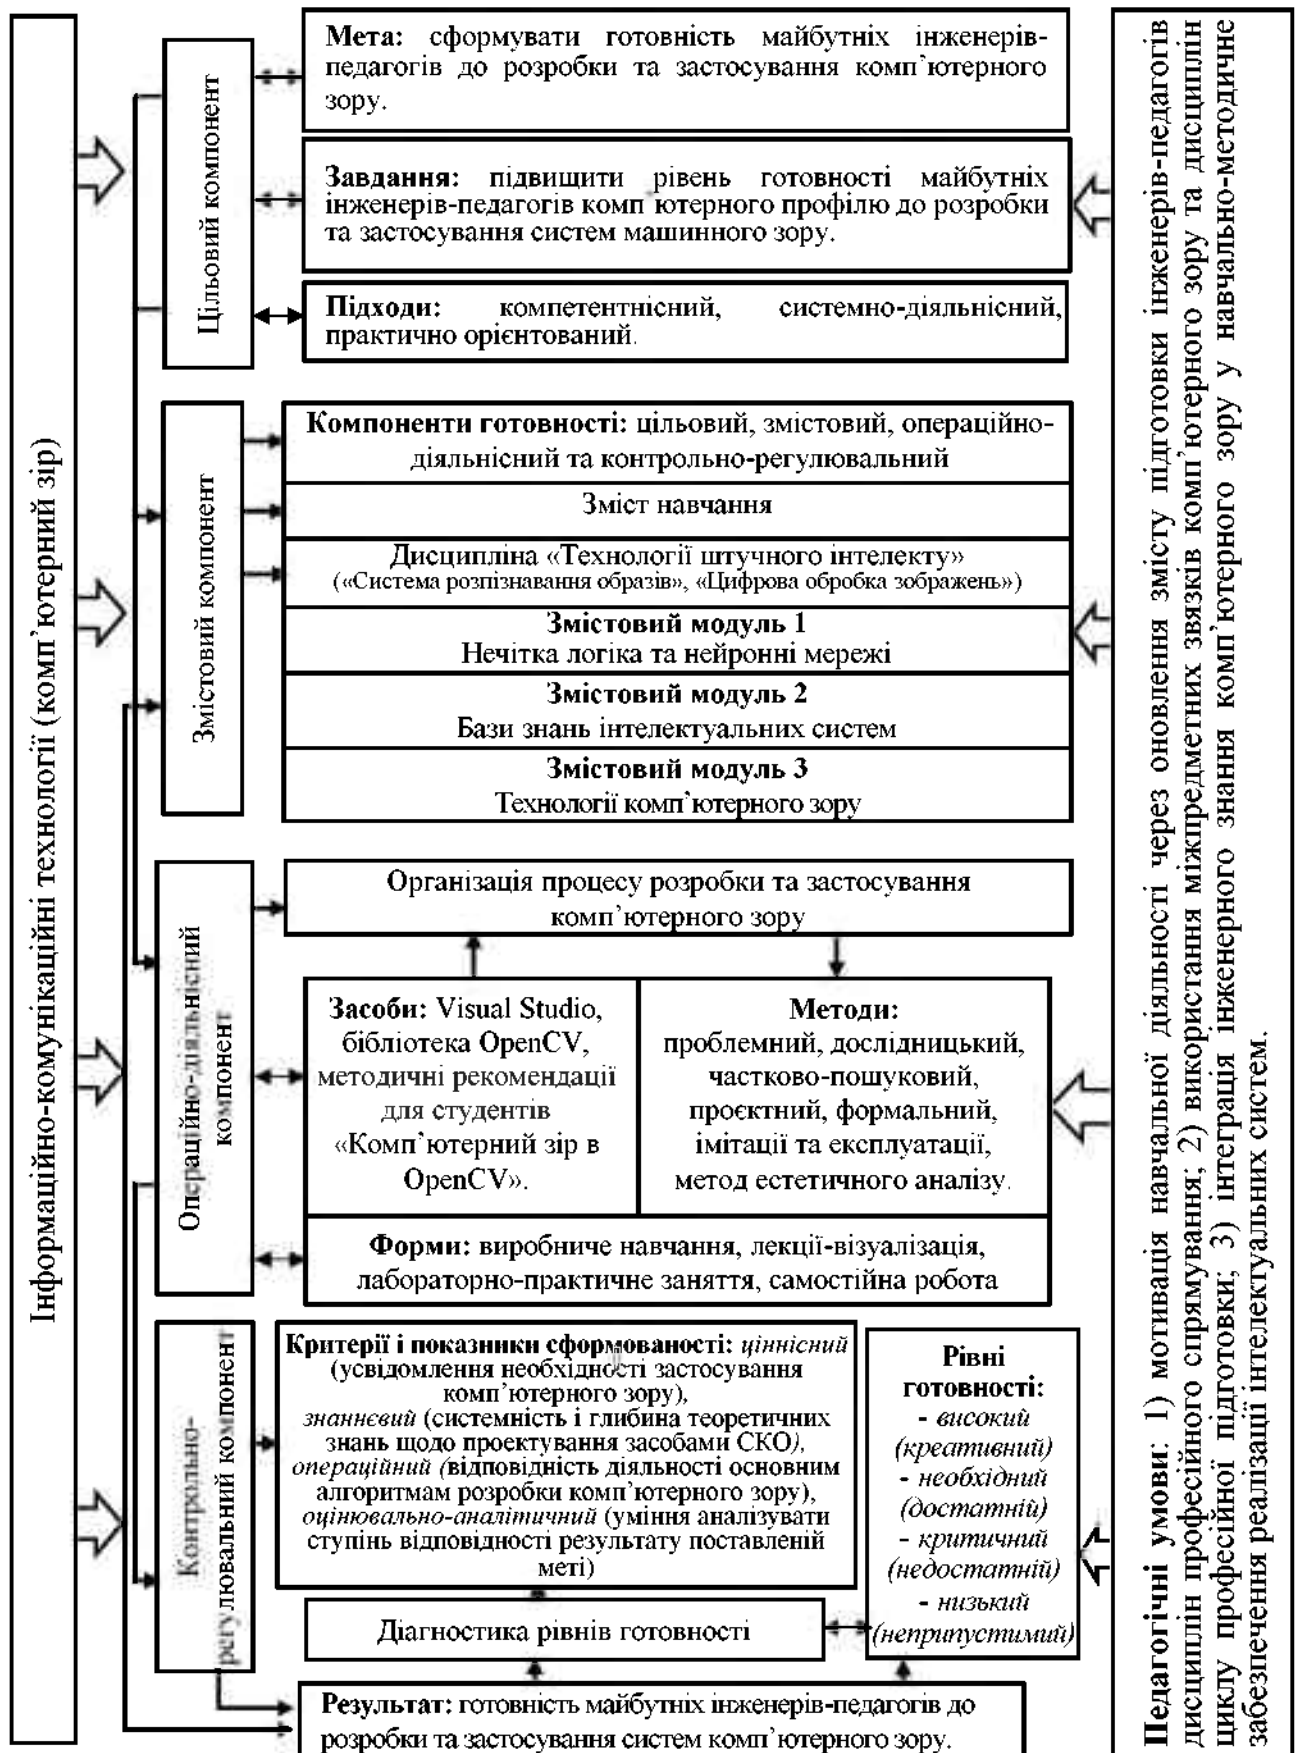 Інформаційно-комунікаційні технології (комп'ютерний зір)
Цільовий компонент
Мета: сформувати готовність майбутніх інженерів-
педагогів до розробки та застосування комп'ютерного
зору.
Завдання: підвищити рівень готовності майбутніх
інженерів-педагогів комп'ютерного профілю до розробки
та застосування систем машинного зору.
Підходи: компетентнісний, системно-діяльнісний,
практично орієнтований.
Змістовий компонент
Компоненти готовності: цільовий, змістовий, операційно-
діяльнісний та контрольно-регулювальний
Зміст навчання
Дисципліна «Технології штучного інтелекту»
(«Система розпізнавання образів», «Цифрова обробка зображень»)
Змістовий модуль 1
Нечітка логіка та нейронні мережі
Змістовий модуль 2
Бази знань інтелектуальних систем
Змістовий модуль 3
Технології комп'ютерного зору
Операційно-діяльнісний
компонент
Організація процесу розробки та застосування
комп'ютерного зору
Засоби: Visual Studio,
бібліотека OpenCV,
методичні рекомендації
для студентів
«Комп'ютерний зір в
OpenCV».
Методи:
проблемний, дослідницький,
частково-пошуковий,
проєктний, формальний,
імітації та експлуатації,
метод естетичного аналізу.
Форми: виробниче навчання, лекції-візуалізація,
лабораторно-практичне заняття, самостійна робота
Контрольно-
регулювальний компонент
Критерії і показники сформованості: ціннісний
(усвідомлення необхідності застосування
комп'ютерного зору),
знаннєвий (системність і глибина теоретичних
знань щодо проектування засобами СКО),
операційний (відповідність діяльності основним
алгоритмам розробки комп'ютерного зору),
оцінювально-аналітичний (уміння аналізувати
ступінь відповідності результату поставленій
меті)
Рівні
готовності:
- високий
(креативний)
- необхідний
(достатній)
- критичний
(недостатній)
- низький
(неприпустимий)
Діагностика рівнів готовності
Результат: готовність майбутніх інженерів-педагогів до
розробки та застосування систем комп'ютерного зору.
Педагогічні умови: 1) мотивація навчальної діяльності через оновлення змісту підготовки інженерів-педагогів
дисциплін професійного спрямування; 2) використання міжпредметних звязків комп'ютерного зору та дисциплін
циклу професійної підготовки; 3) інтеграція інженерного знання комп'ютерного зору у навчально-методичне
забезпечення реалізації інтелектуальних систем.